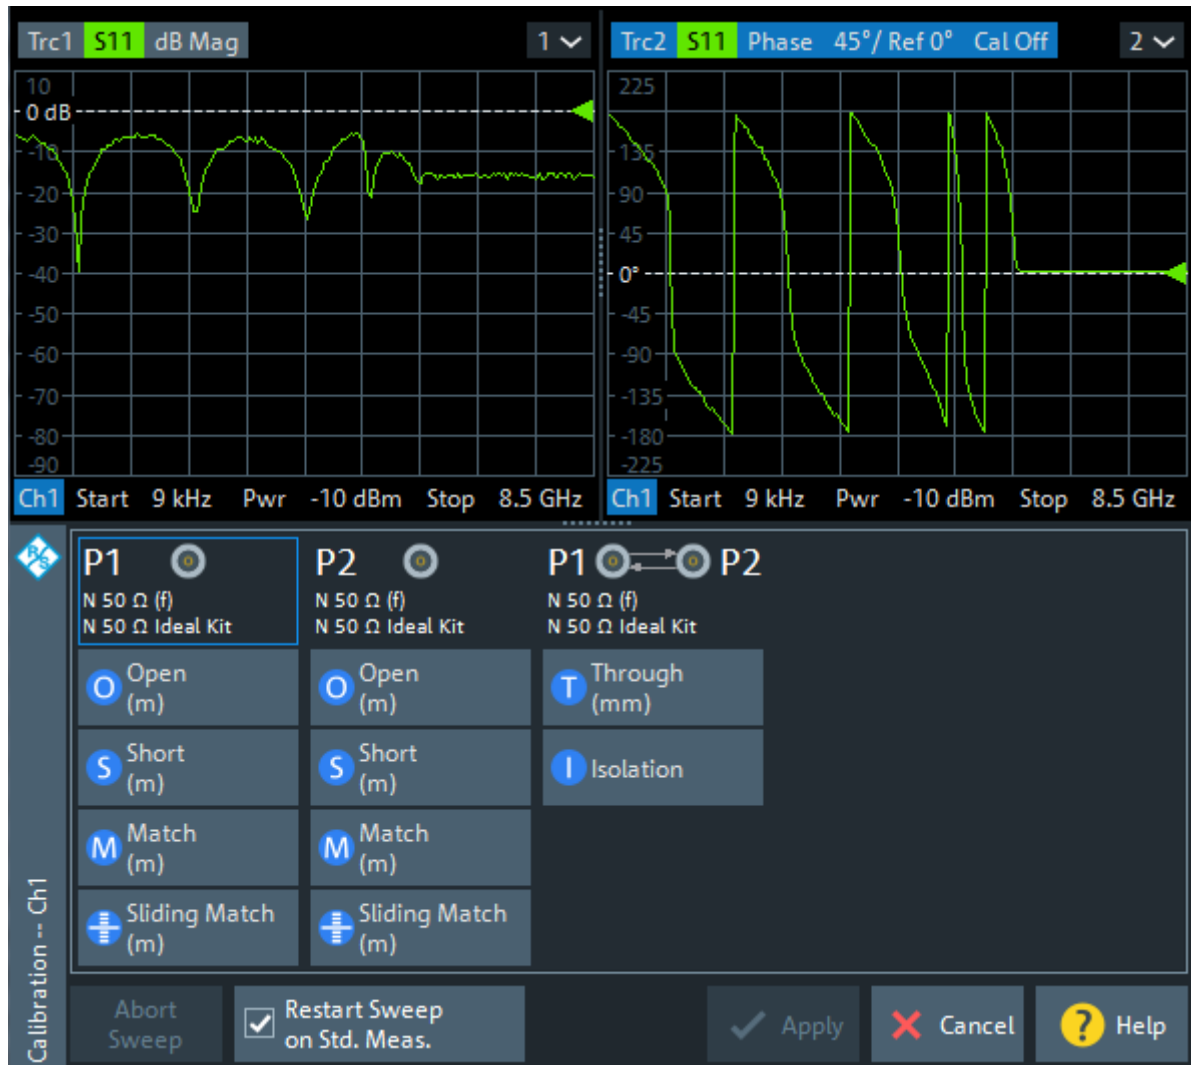 Trc1 S11 dB Mag 1
Trc2 S11 Phase 45°/ Ref 0° Cal Off 2
10
0 dB
-10
-20
-30
-40
-50
-60
-70
-80
-90
225
135
90
45
0°
-45
-90
-135
-180
-225
Ch1 Start 9 kHz Pwr -10 dBm Stop 8.5 GHz
Ch1 Start 9 kHz Pwr -10 dBm Stop 8.5 GHz
R/S
Calibration -- Ch1
P1
N 50 Ω (f)
N 50 Ω Ideal Kit
P2
N 50 Ω (f)
N 50 Ω Ideal Kit
P1 P2
N 50 Ω (f)
N 50 Ω Ideal Kit
O Open
(m)
O Open
(m)
T Through
(mm)
S Short
(m)
S Short
(m)
I Isolation
M Match
(m)
M Match
(m)
Sliding Match
(m)
Sliding Match
(m)
Abort
Sweep
Restart Sweep
on Std. Meas.
Apply
Cancel
? Help